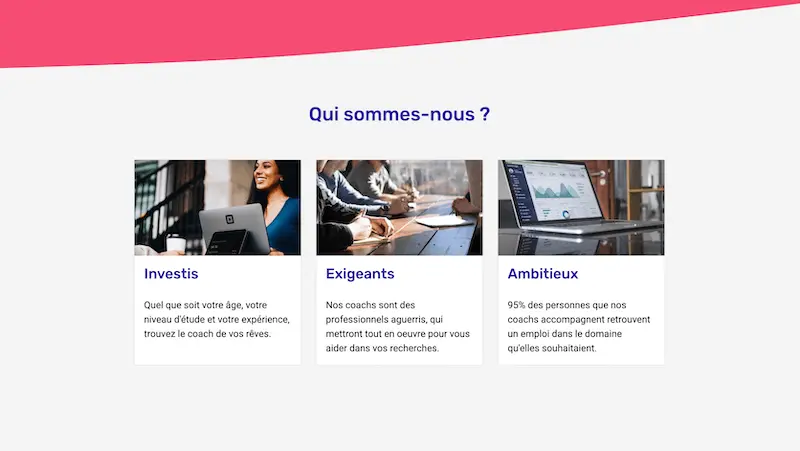 Qui sommes-nous ?
Investis
Quel que soit votre âge, votre
niveau d'étude et votre expérience,
trouvez le coach de vos rêves.
Exigeants
Nos coachs sont des
professionnels aguerris, qui
mettront tout en oeuvre pour vous
aider dans vos recherches.
Ambitieux
95% des personnes que nos
coachs accompagnent retrouvent
un emploi dans le domaine
qu'elles souhaitaient.